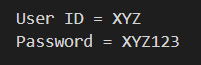 User ID = XYZ
Password = XYZ123